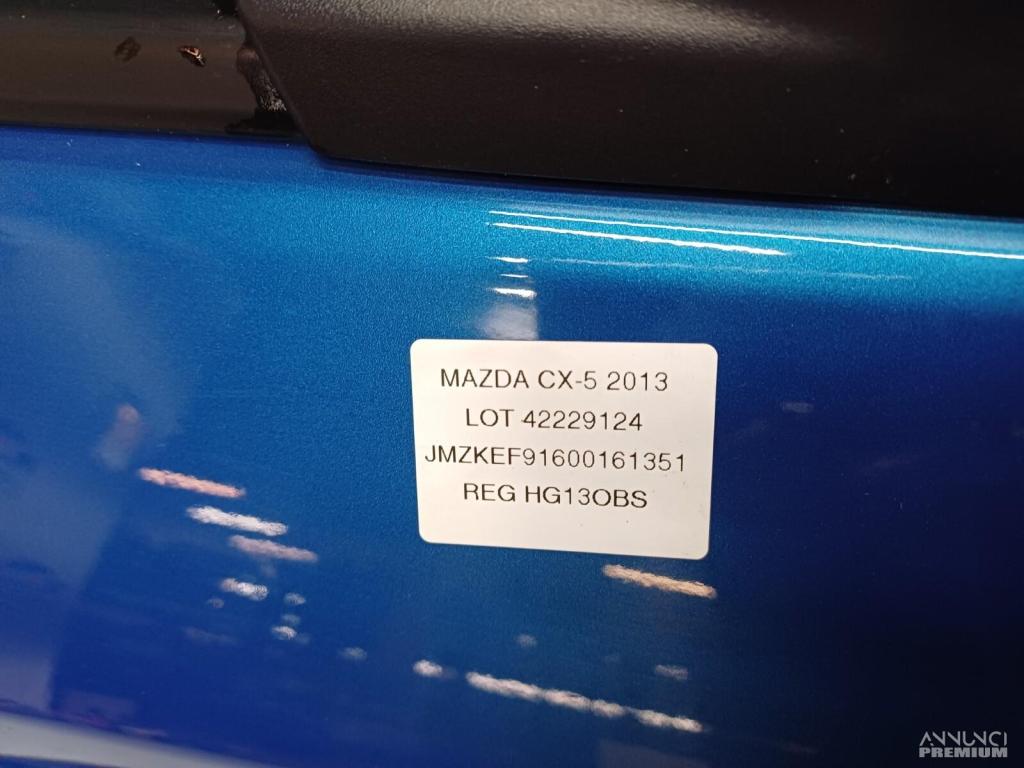 MAZDA CX-5 2013
LOT 42229124
JMZKEF91600161351
REG HG13OBS
ANNUNCI
PREMIUM